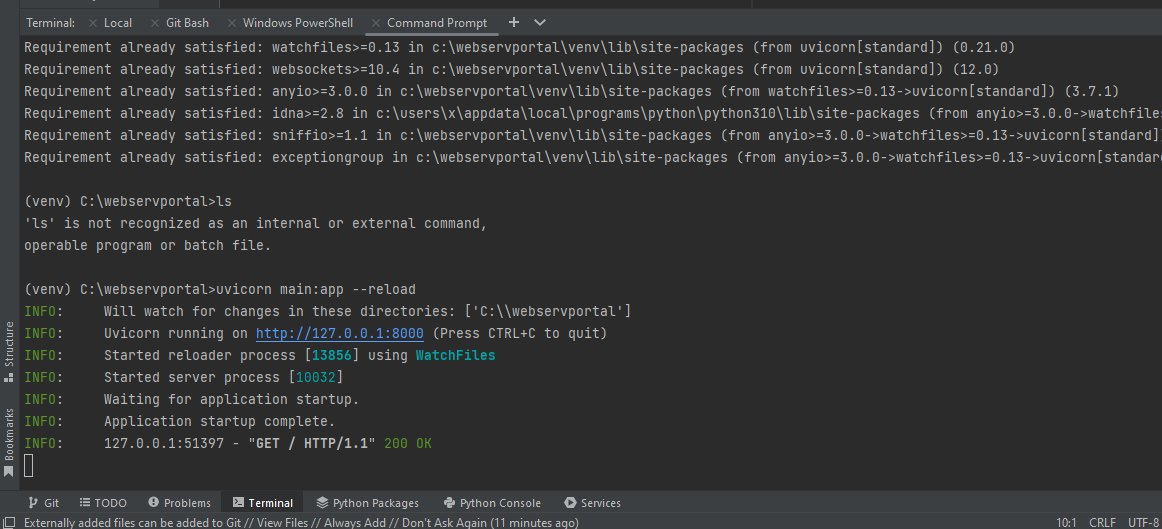 Terminal: Local Git Bash Windows PowerShell Command Prompt
Requirement already satisfied: watchfiles>=0.13 in c:\webservportal\venv\lib\site-packages (from uvicorn[standard]) (0.21.0)
Requirement already satisfied: websockets>=10.4 in c:\webservportal\venv\lib\site-packages (from uvicorn[standard]) (12.0)
Requirement already satisfied: anyio>=3.0.0 in c:\webservportal\venv\lib\site-packages (from watchfiles>=0.13->uvicorn[standard]) (3.7.1)
Requirement already satisfied: idna>=2.8 in c:\users\x\appdata\local\programs\python\python310\lib\site-packages (from anyio>=3.0.0->watchfiles
Requirement already satisfied: sniffio>=1.1 in c:\webservportal\venv\lib\site-packages (from anyio>=3.0.0->watchfiles>=0.13->uvicorn[standard]
Requirement already satisfied: exceptiongroup in c:\webservportal\venv\lib\site-packages (from anyio>=3.0.0->watchfiles>=0.13->uvicorn[standar
(venv) C:\webservportal>ls
'ls' is not recognized as an internal or external command,
operable program or batch file.
(venv) C:\webservportal>uvicorn main:app --reload
INFO: Will watch for changes in these directories: ['C:\\webservportal']
INFO: Uvicorn running on http://127.0.0.1:8000 (Press CTRL+C to quit)
INFO: Started reloader process [13856] using WatchFiles
INFO: Started server process [10032]
INFO: Waiting for application startup.
INFO: Application startup complete.
INFO: 127.0.0.1:51397 - "GET / HTTP/1.1" 200 OK
Structure
Bookmarks
Git TODO Problems Terminal Python Packages Python Console Services
Externally added files can be added to Git // View Files // Always Add // Don't Ask Again (11 minutes ago) 10:1 CRLF UTF-8